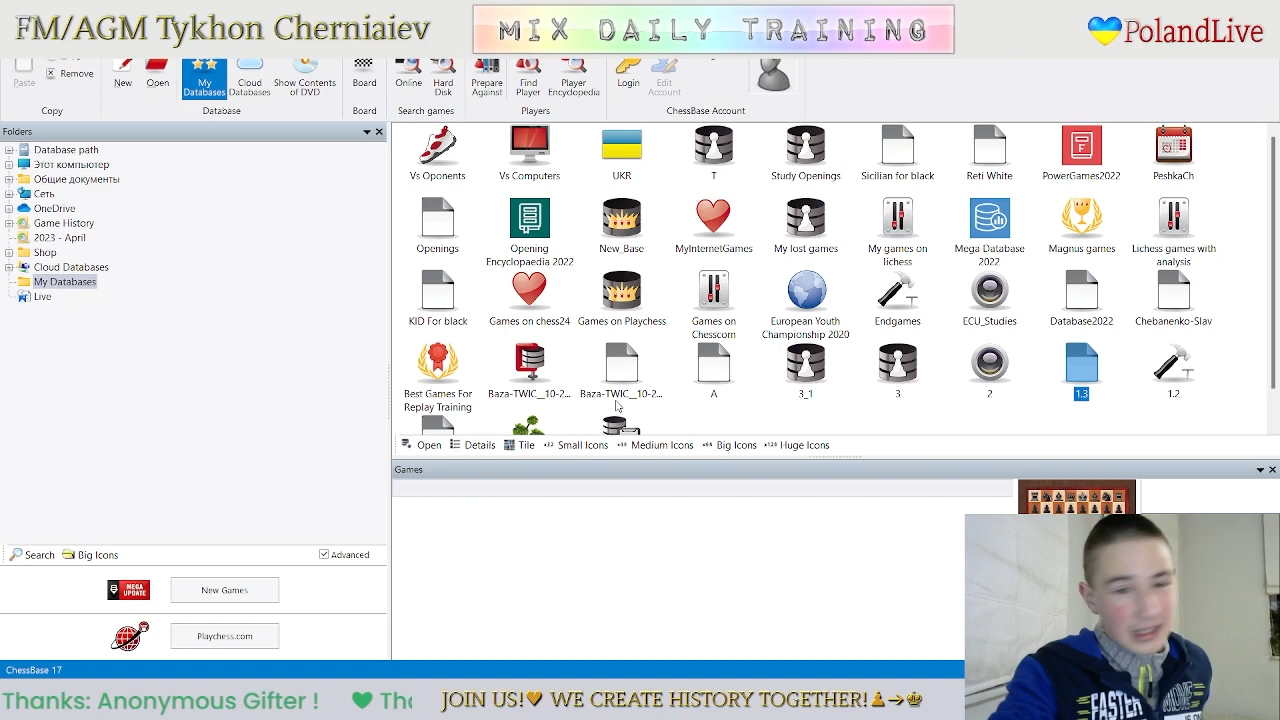 FM/AGM Tykhon Cherniaiev
MIX DAILY TRAINING
PolandLive
Paste
Remove
New
Open
My Databases
Cloud Databases
Show Contents of DVD
Board
Online
Hard Disk
Prepare Against
Find Player
Player Encyclopedia
Login
Edit Account
Copy
Database
Board
Search games
Players
ChessBase Account
Folders
Database path
Этот компьютер
Общие документы
Сеть
OneDrive
Game History
2023 - April
Shop
Cloud Databases
My Databases
Live
Vs Oponents
Vs Computers
UKR
T
Study Openings
Sicilian for black
Reti White
PowerGames2022
PeshkaCh
Openings
Opening Encyclopaedia 2022
New_Base
MyInternetGames
My lost games
My games on lichess
Mega Database 2022
Magnus games
Lichess games with analysis
KID For black
Games on chess24
Games on Playchess
Games on Chesscom
European Youth Championship 2020
Endgames
ECU_Studies
Database2022
Chebanenko-Slav
Best Games For Replay Training
Baza-TWIC__10-2...
Baza-TWIC__10-2...
A
3_1
3
2
1.3
1.2
Open
Details
Tile
x32 Small Icons
x48 Medium Icons
x64 Big Icons
x128 Huge Icons
Games
Search
Big Icons
Advanced
MEGA UPDATE
New Games
Playchess.com
FASTER
ChessBase 17
Thanks: Anonymous Gifter !
JOIN US! WE CREATE HISTORY TOGETHER!